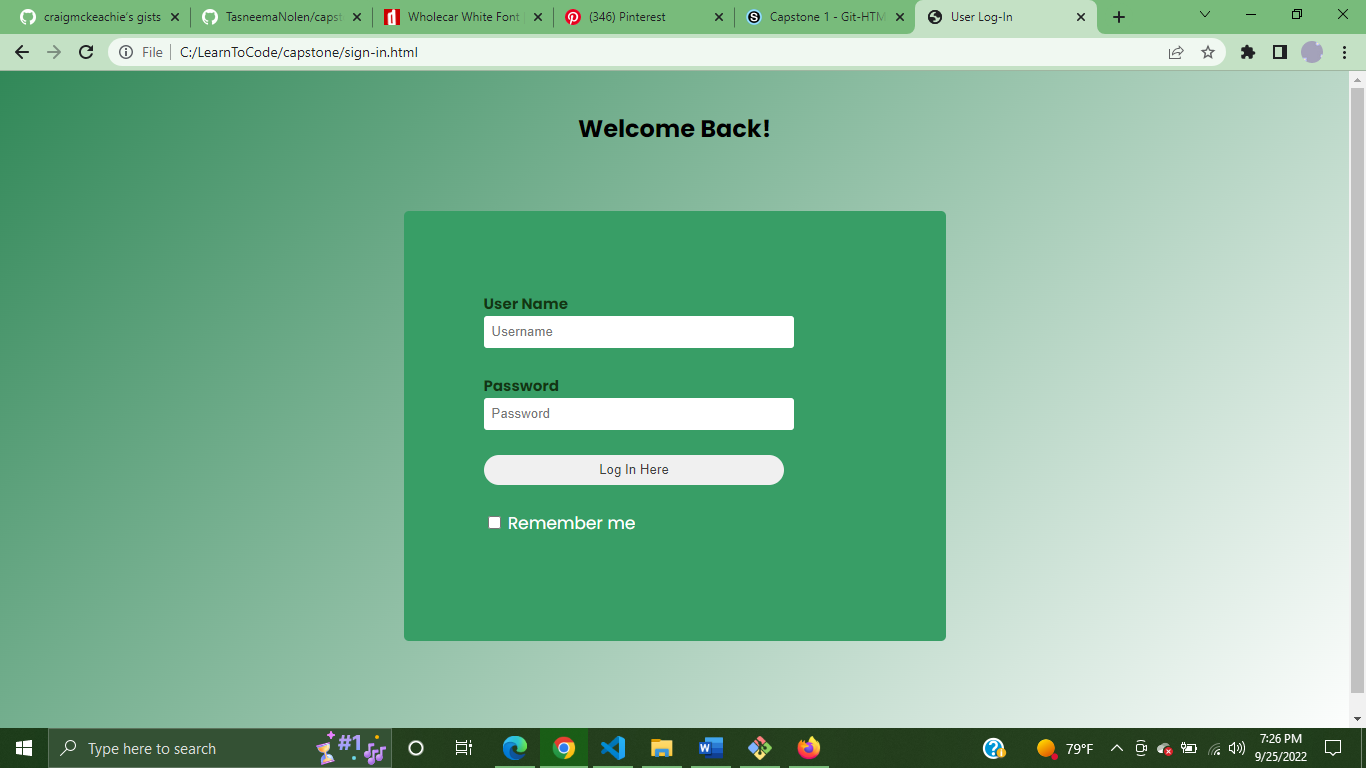 craigmckeachie's gists
TasneemaNolen/capst
Wholecar White Font
(346) Pinterest
Capstone 1 - Git-HTM
User Log-In
File
C:/LearnToCode/capstone/sign-in.html
Welcome Back!
User Name
Username
Password
Password
Log In Here
Remember me
Type here to search
#1
79°F
7:26 PM
9/25/2022